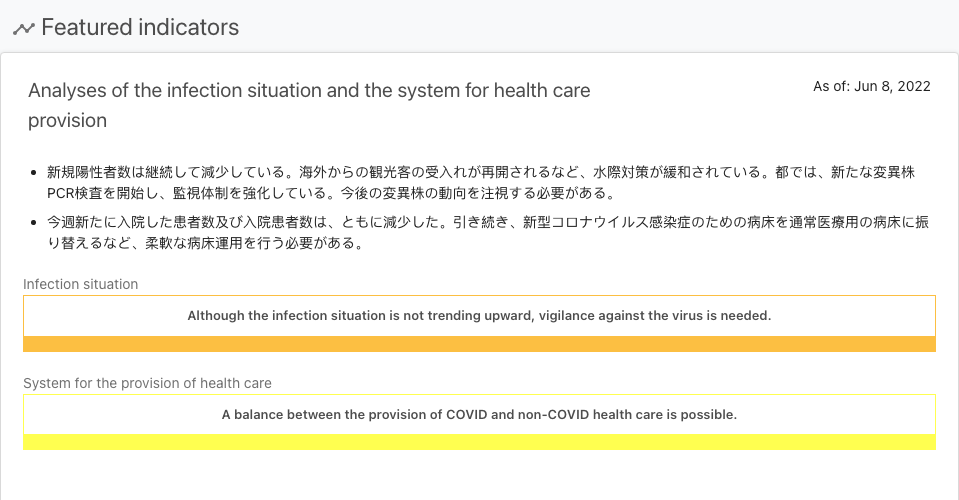 Featured indicators
Analyses of the infection situation and the system for health care
provision
As of: Jun 8, 2022
新規陽性者数は継続して減少している。海外からの観光客の受入れが再開されるなど、水際対策が緩和されている。都では、新たな変異株
PCR検査を開始し、監視体制を強化している。今後の変異株の動向を注視する必要がある。
今週新たに入院した患者数及び入院患者数は、ともに減少した。引き続き、新型コロナウイルス感染症のための病床を通常医療用の病床に振
り替えるなど、柔軟な病床運用を行う必要がある。
Infection situation
Although the infection situation is not trending upward, vigilance against the virus is needed.
System for the provision of health care
A balance between the provision of COVID and non-COVID health care is possible.